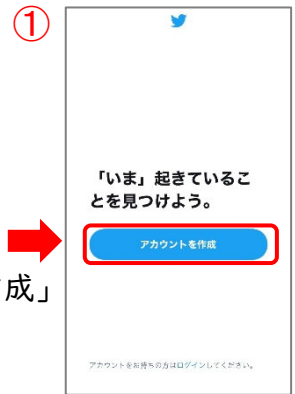 ①
「いま」起きているこ
とを見つけよう。
アカウントを作成
成」
アカウントをお持ちの方はログインしてください。